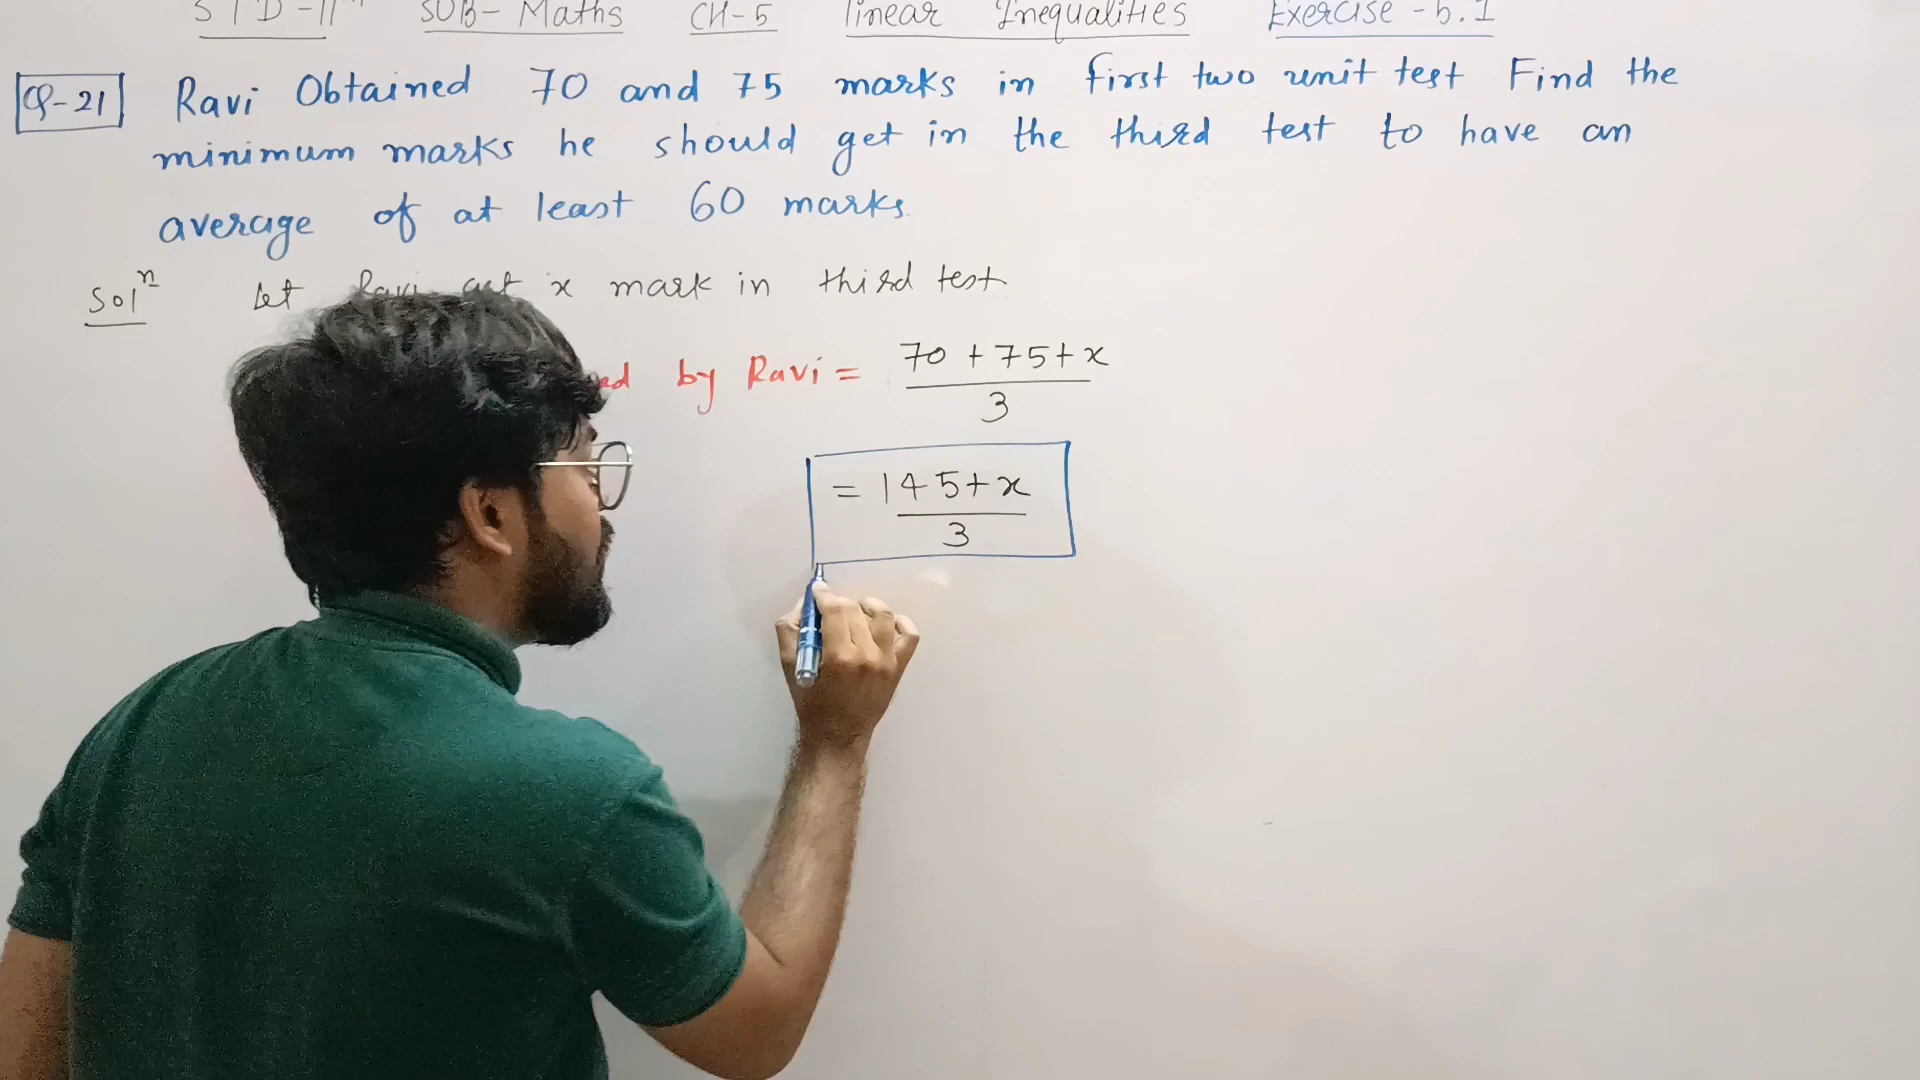 STD-11th SUB-Maths CH-5 linear Inequalities Exercise-5.1
Q-21 Ravi Obtained 70 and 75 marks in first two unit test Find the
minimum marks he should get in the third test to have an
average of at least 60 marks.
Solⁿ Let Ravi get x mark in third test
by Ravi = 70 + 75 + x
3
= 145 + x
3